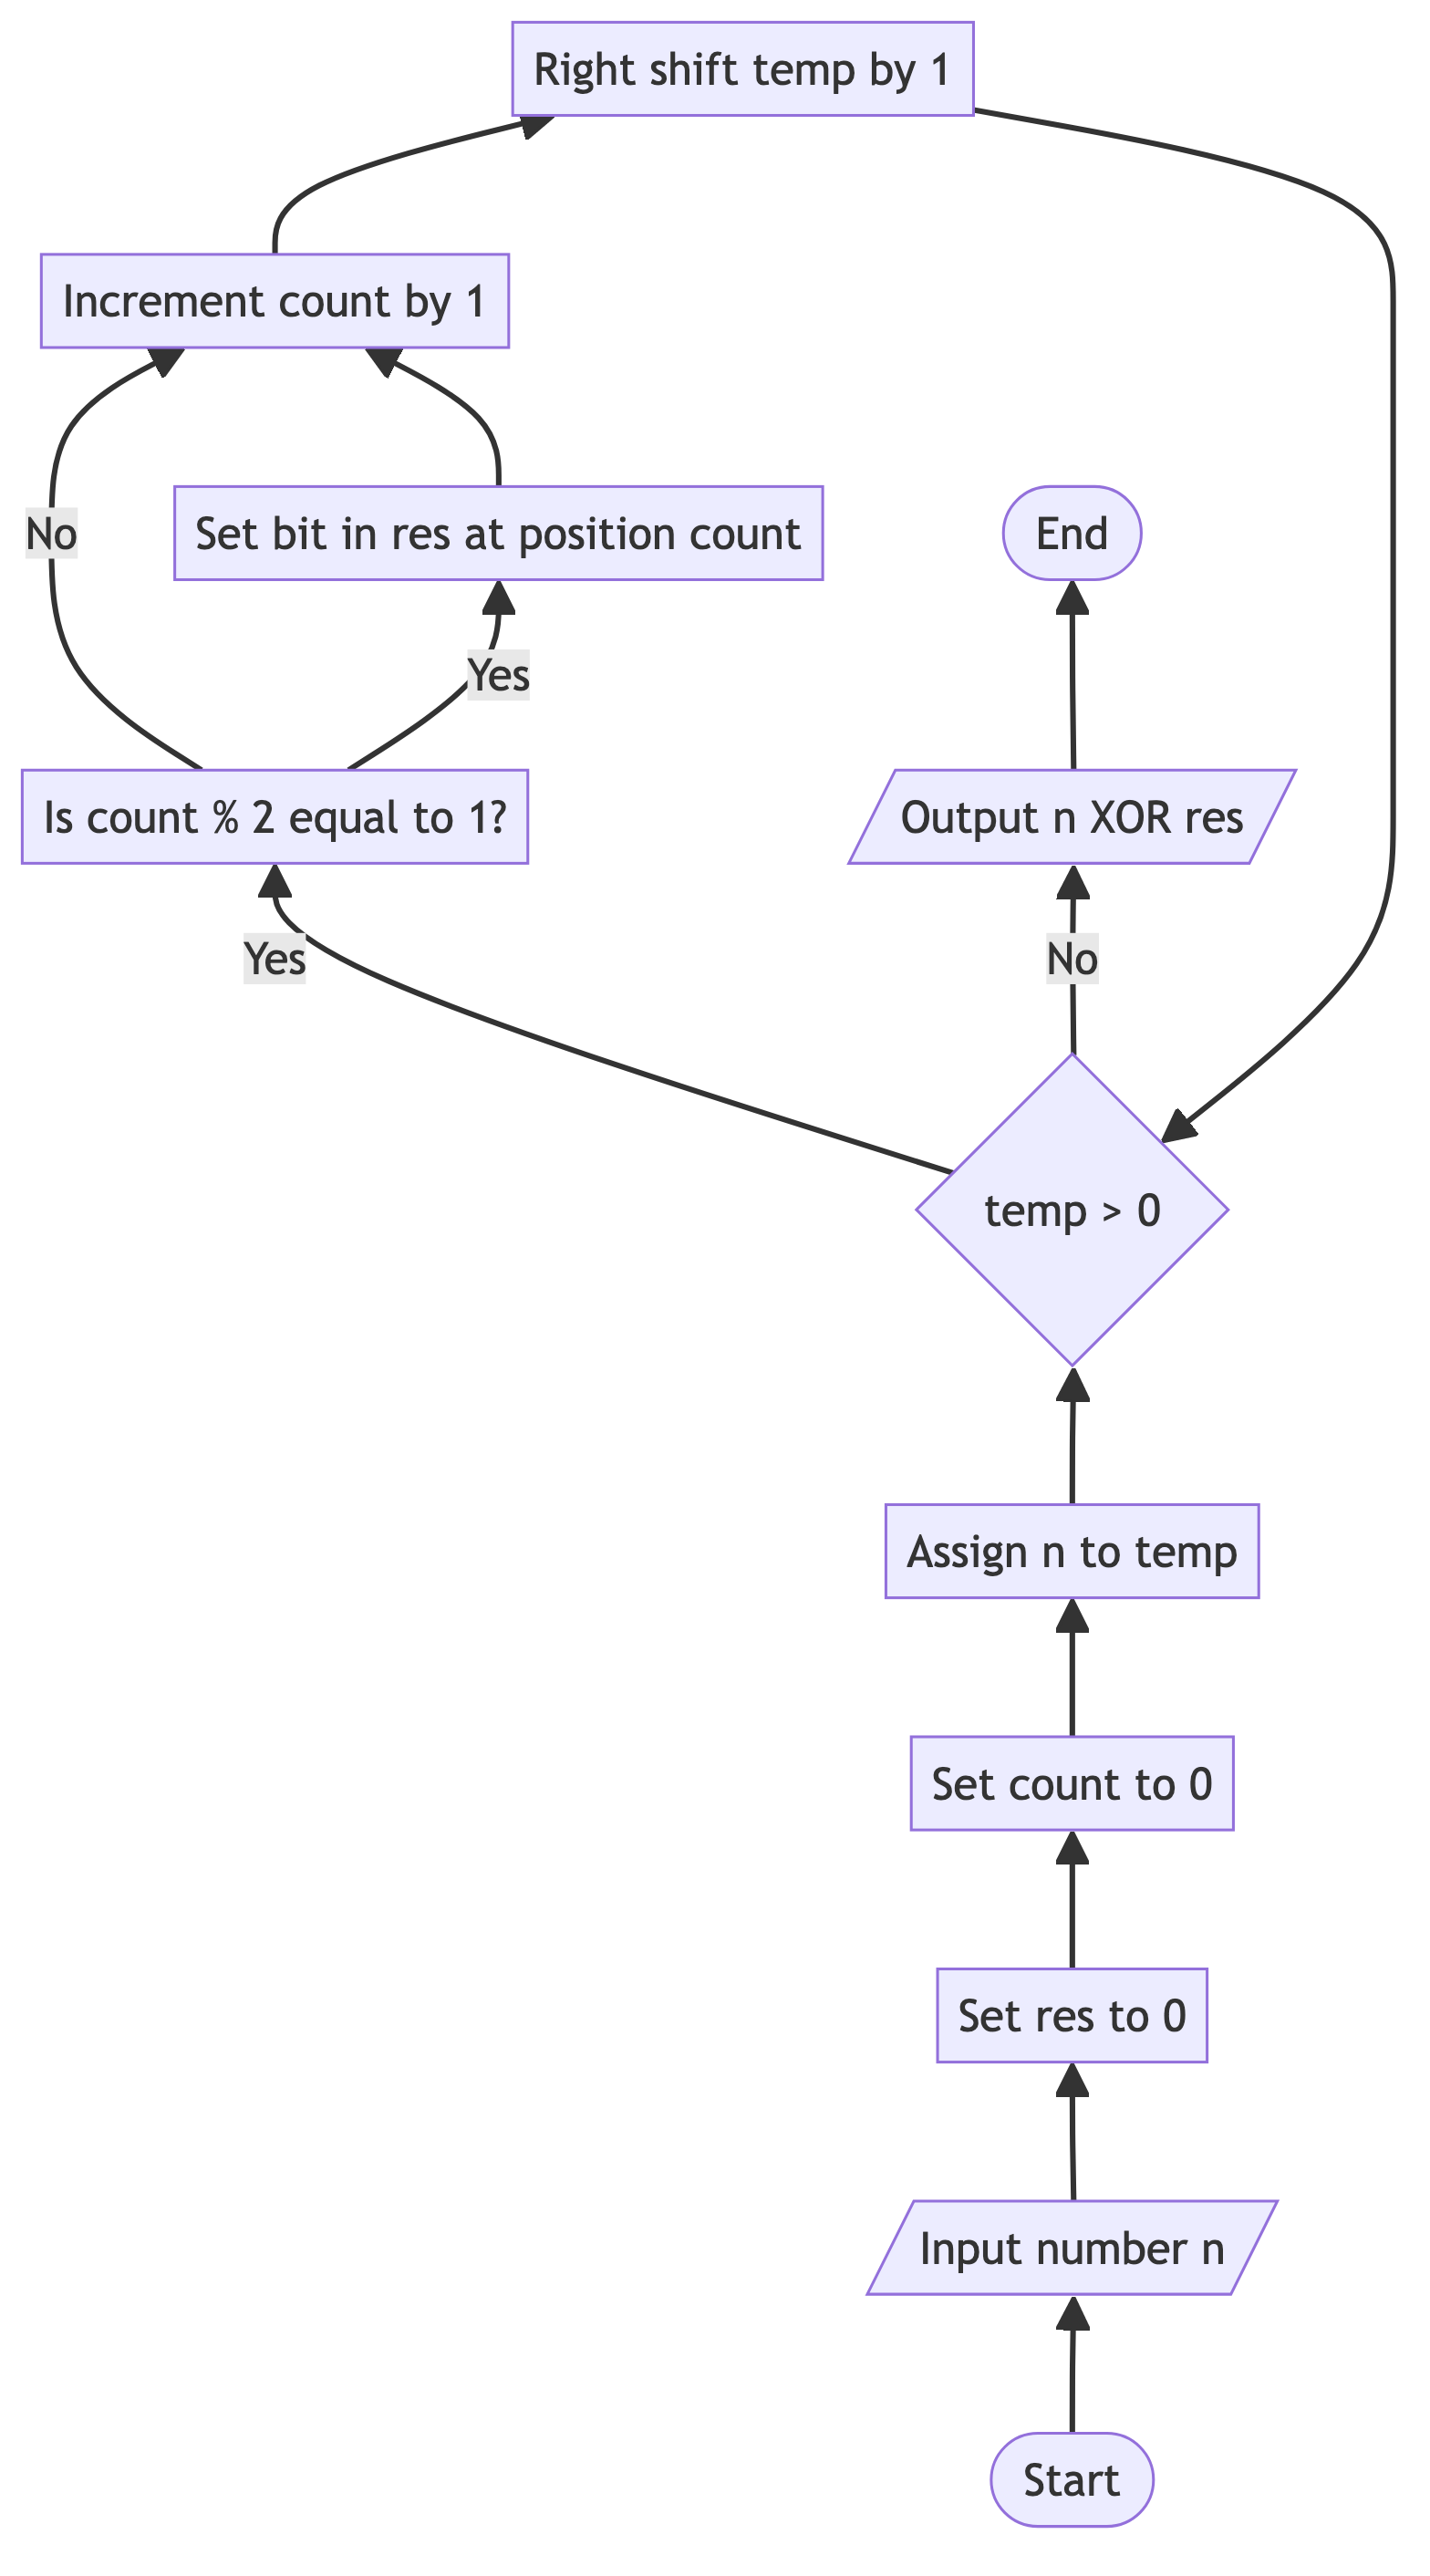 Right shift temp by 1
Increment count by 1
No
Set bit in res at position count
End
Yes
Is count % 2 equal to 1?
Output n XOR res
Yes
No
temp > 0
Assign n to temp
Set count to 0
Set res to 0
Input number n
Start